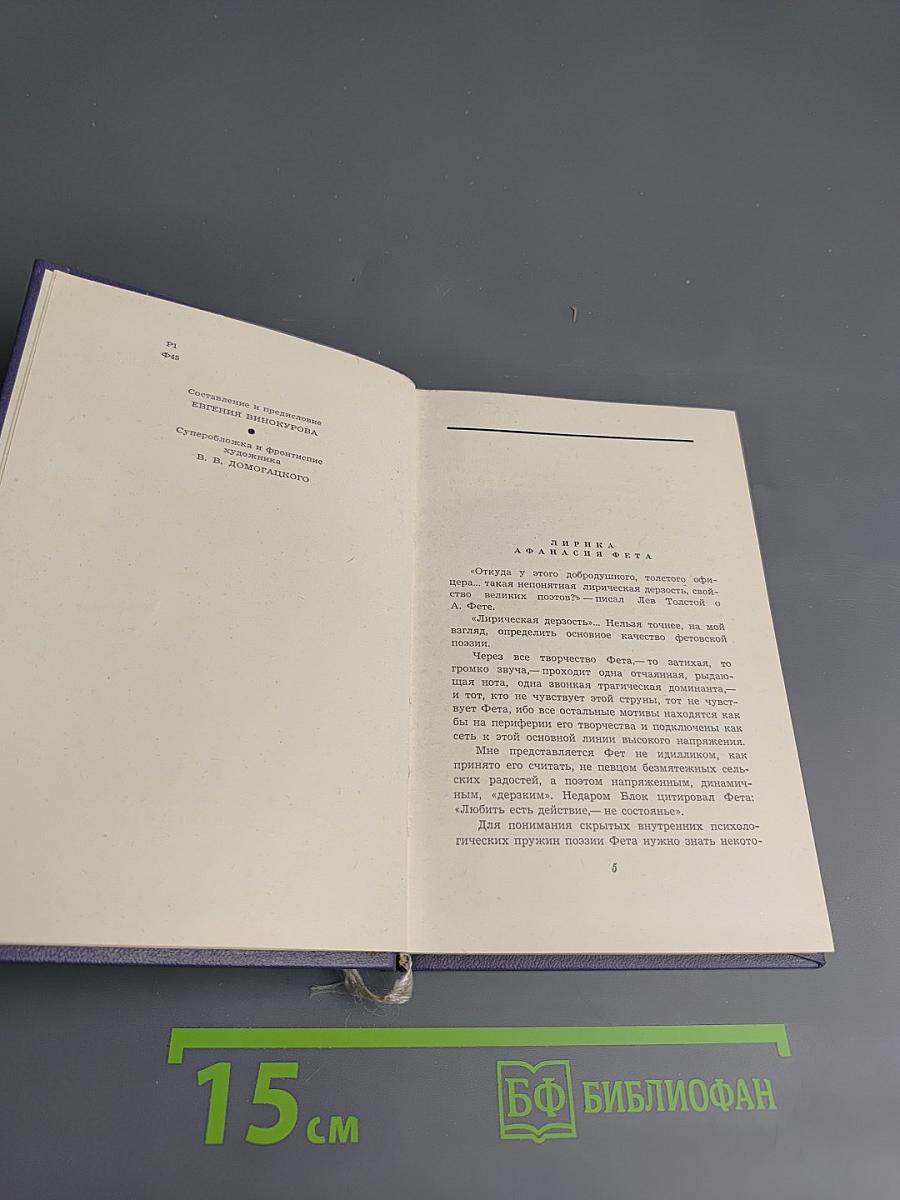 Р1
Ф45
Составление и предисловие
ЕВГЕНИЯ ВИНОКУРОВА
Суперобложка и фронтиспис
художника
В. В. ДОМОГАЦКОГО
ЛИРИКА
АФАНАСИЯ ФЕТА
«Откуда у этого добродушного, толстого офи-
цера... такая непонятная лирическая дерзость, свой-
ство великих поэтов?» — писал Лев Толстой о
А. Фете.
«Лирическая дерзость»... Нельзя точнее, на мой
взгляд, определить основное качество фетовской
поэзии.
Через все творчество Фета,— то затихая, то
громко звуча,— проходит одна отчаянная, рыдаю-
щая нота, одна звонкая трагическая доминанта,—
и тот, кто не чувствует этой струны, тот не чувст-
вует Фета, ибо все остальные мотивы находятся как
бы на периферии его творчества и подключены как
сеть к этой основной линии высокого напряжения.
Мне представляется Фет не идилликом, как
принято его считать, не певцом безмятежных сель-
ских радостей, а поэтом напряженным, динамич-
ным, «дерзким». Недаром Блок цитировал Фета:
«Любить есть действие,— не состоянье».
Для понимания скрытых внутренних психоло-
гических пружин поэзии Фета нужно знать некото-
5
15 см
БФ БИБЛИОФАН